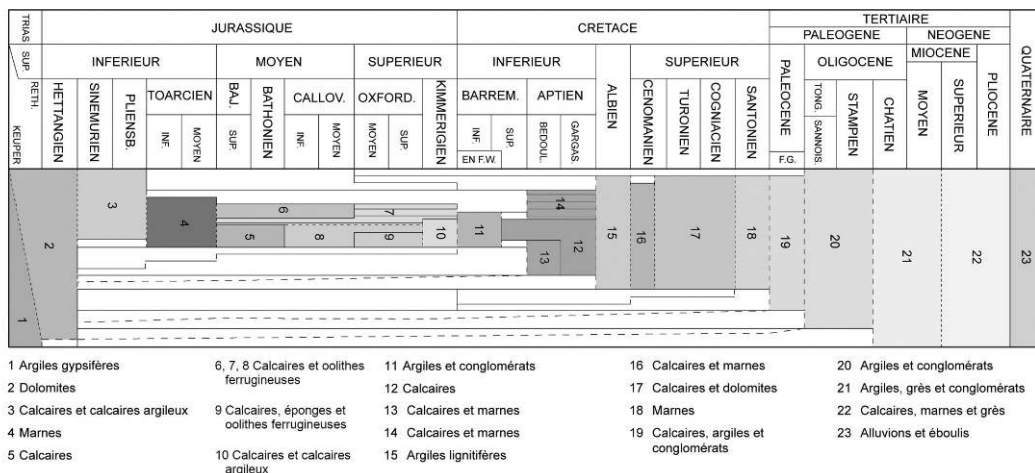 TRIAS
JURASSIQUE
CRETACE
TERTIAIRE
QUATERNAIRE
PALEOGENE
NEOGENE
SUP.
INFERIEUR
MOYEN
SUPERIEUR
INFERIEUR
SUPERIEUR
PALEOCENE
OLIGOCENE
MIOCENE
PLIOCENE
KEUPER
RETH.
HETTANGIEN
SINEMURIEN
PLIENSB.
TOARCIEN
BAJ.
BATHONIEN
CALLOV.
OXFORD.
KIMMERIGIEN
BARREM.
APTIEN
ALBIEN
CENOMANIEN
TURONIEN
COGNIACIEN
SANTONIEN
TONG.
SANNOIS.
STAMPIEN
CHATIEN
MOYEN
SUPERIEUR
INF.
MOYEN
SUP.
INF.
MOYEN
MOYEN
SUP.
INF.
SUP.
BEDOUL.
GARGAS.
EN F.W.
F.G.
1
2
3
4
5
6
7
8
9
10
11
12
13
14
15
16
17
18
19
20
21
22
23
1 Argiles gypsifères
2 Dolomites
3 Calcaires et calcaires argileux
4 Marnes
5 Calcaires
6, 7, 8 Calcaires et oolithes
ferrugineuses
9 Calcaires, éponges et
oolithes ferrugineuses
10 Calcaires et calcaires
argileux
11 Argiles et conglomérats
12 Calcaires
13 Calcaires et marnes
14 Calcaires et marnes
15 Argiles lignitifères
16 Calcaires et marnes
17 Calcaires et dolomites
18 Marnes
19 Calcaires, argiles et
conglomérats
20 Argiles et conglomérats
21 Argiles, grès et conglomérats
22 Calcaires, marnes et grès
23 Alluvions et éboulis